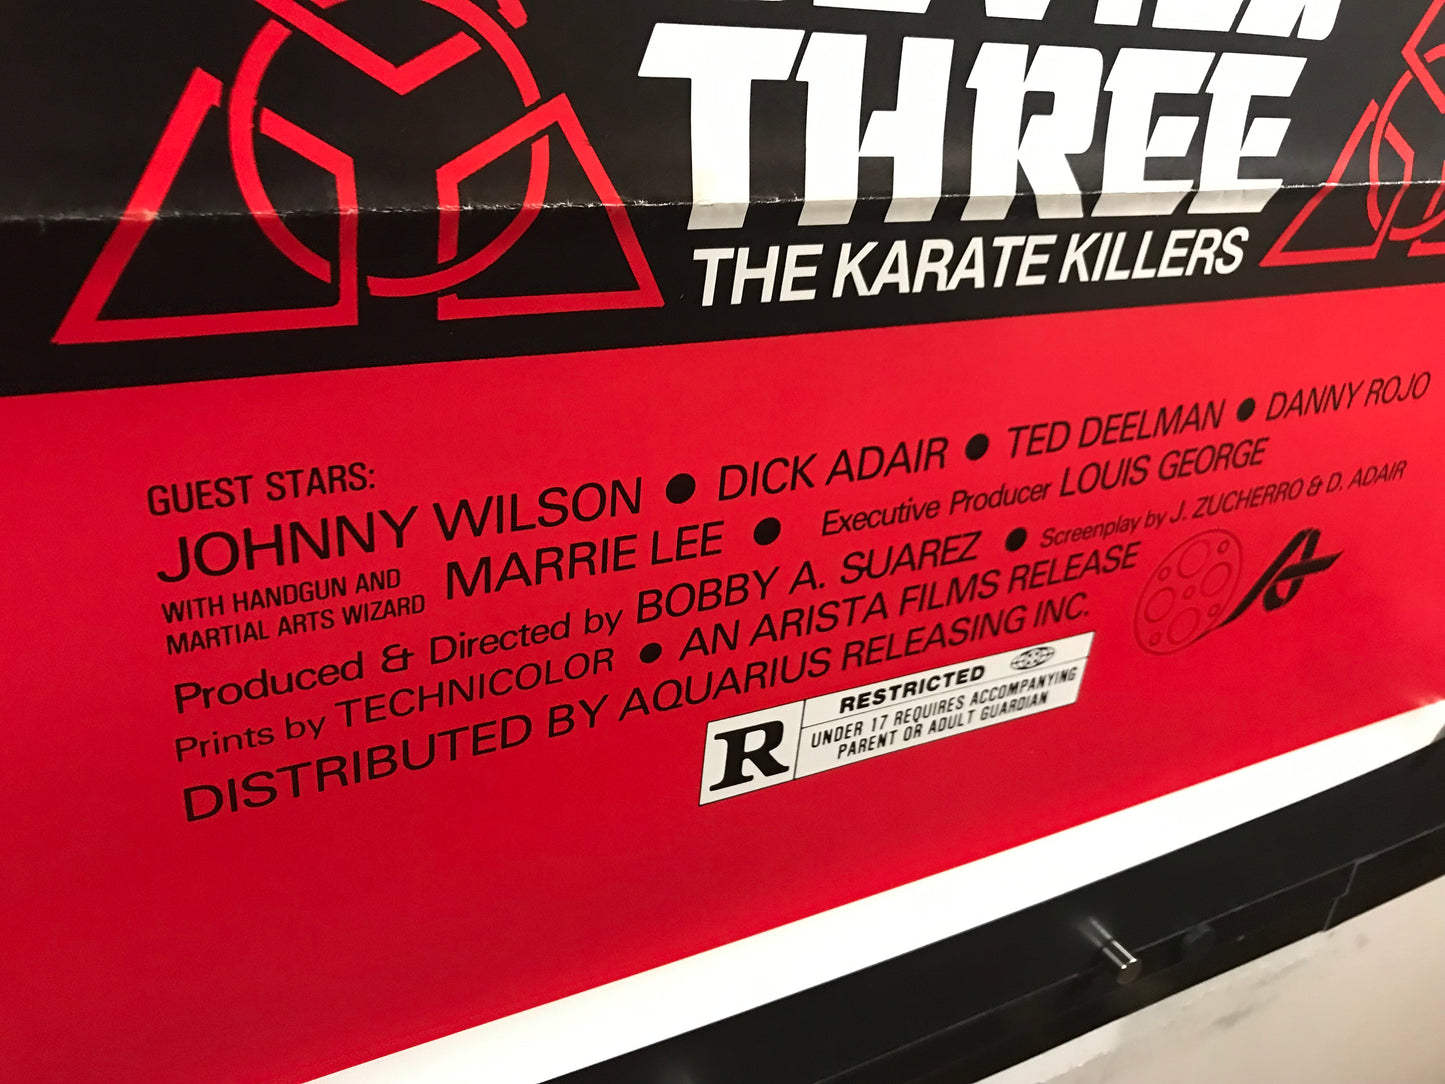 THREE
THE KARATE KILLERS
GUEST STARS:
JOHNNY WILSON ● DICK ADAIR ● TED DEELMAN ● DANNY ROJO
WITH HANDGUN AND
MARTIAL ARTS WIZARD MARRIE LEE ● Executive Producer LOUIS GEORGE
Produced & Directed by BOBBY A. SUAREZ ● Screenplay by J. ZUCHERRO & D. ADAIR
Prints by TECHNICOLOR ● AN ARISTA FILMS RELEASE
DISTRIBUTED BY AQUARIUS RELEASING INC.
R
RESTRICTED
UNDER 17 REQUIRES ACCOMPANYING
PARENT OR ADULT GUARDIAN